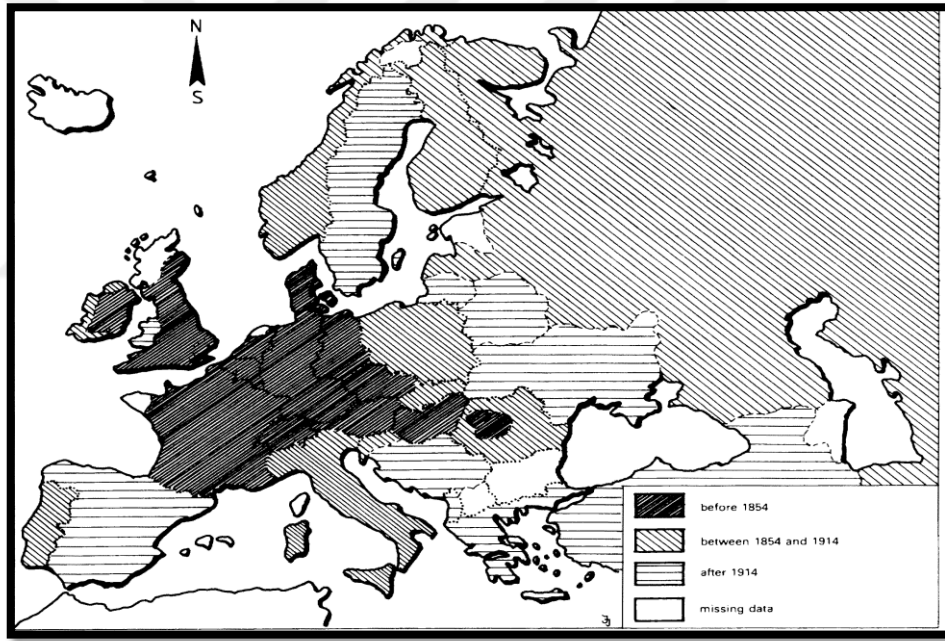 N
S
before 1854
between 1854 and 1914
after 1914
missing data